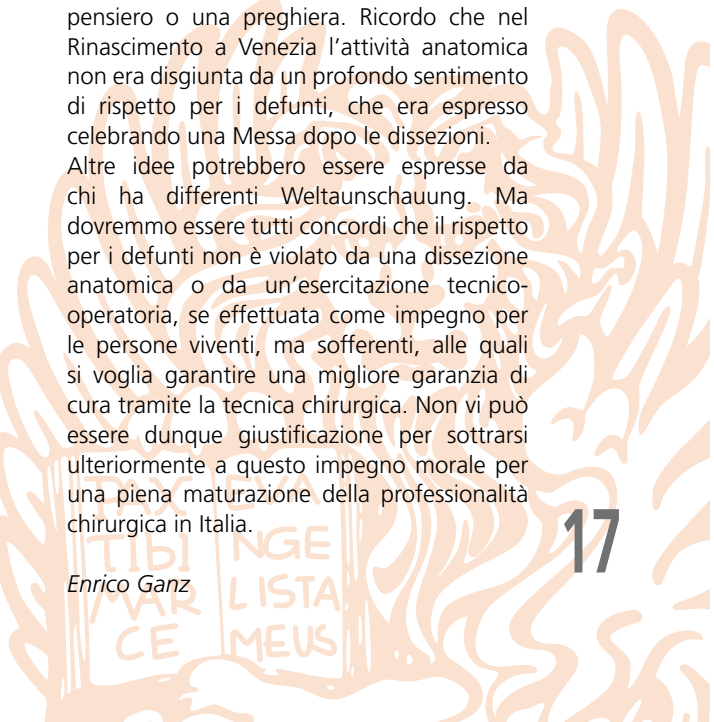 pensiero o una preghiera. Ricordo che nel
Rinascimento a Venezia l'attività anatomica
non era disgiunta da un profondo sentimento
di rispetto per i defunti, che era espresso
celebrando una Messa dopo le dissezioni.
Altre idee potrebbero essere espresse da
chi ha differenti Weltaunschauung. Ma
dovremmo essere tutti concordi che il rispetto
per i defunti non è violato da una dissezione
anatomica o da un'esercitazione tecnico-
operatoria, se effettuata come impegno per
le persone viventi, ma sofferenti, alle quali
si voglia garantire una migliore garanzia di
cura tramite la tecnica chirurgica. Non vi può
essere dunque giustificazione per sottrarsi
ulteriormente a questo impegno morale per
una piena maturazione della professionalità
chirurgica in Italia.
Enrico Ganz
17
PAX
TIBI
MAR
CE
EVA
NGE
LISTA
MEUS